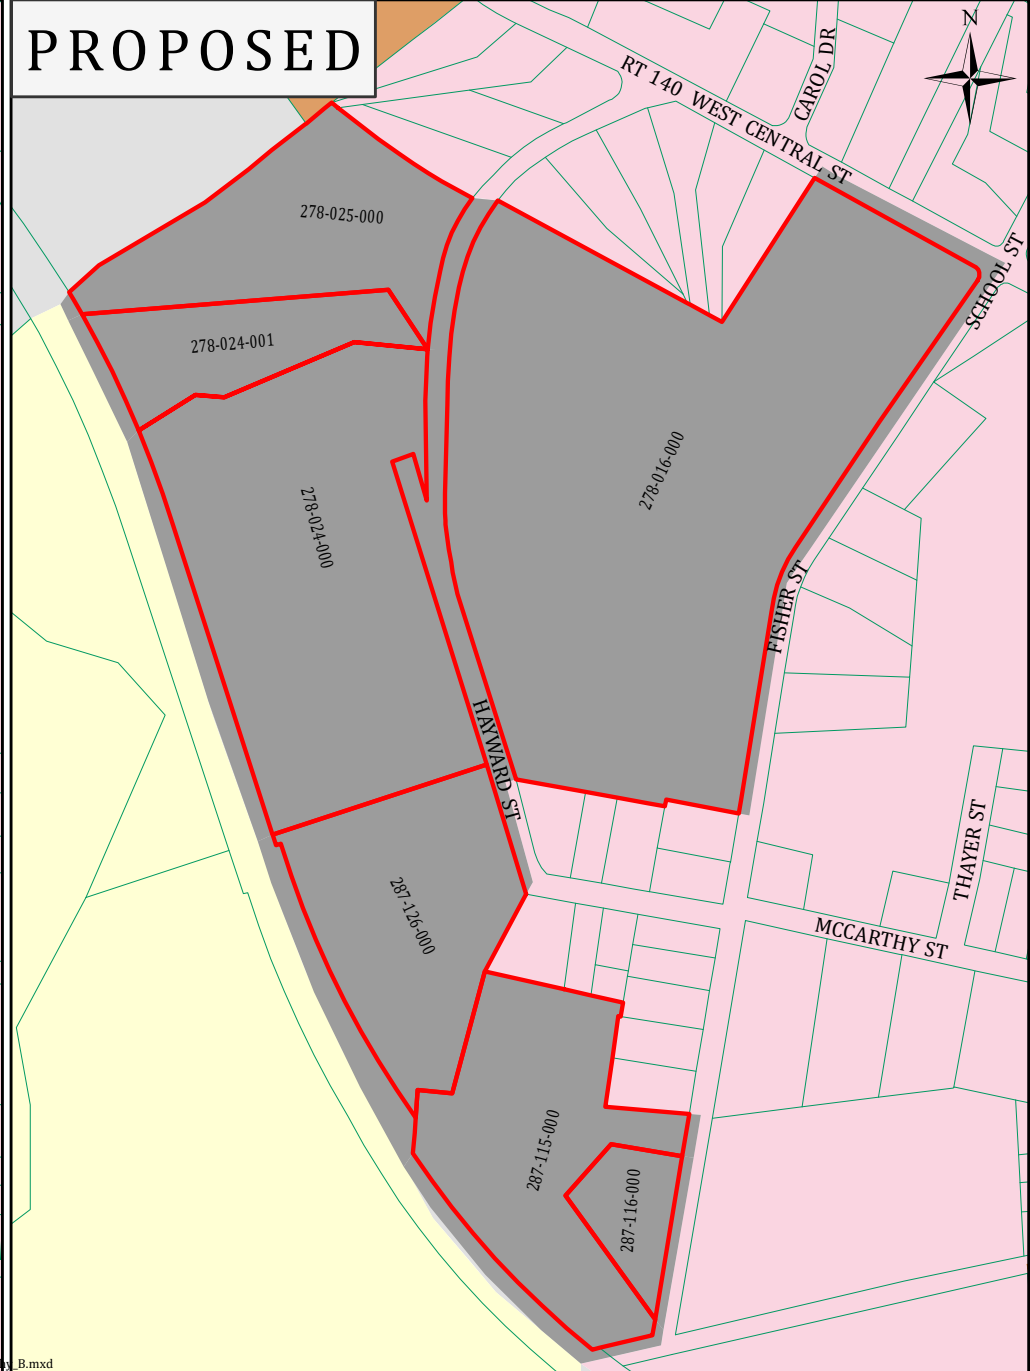 PROPOSED
N
RT 140 WEST CENTRAL ST
CAROL DR
SCHOOL ST
278-025-000
278-024-001
278-024-000
278-016-000
FISHER ST
HAYWARD ST
THAYER ST
287-126-000
MCCARTHY ST
287-115-000
287-116-000
_B.mxd